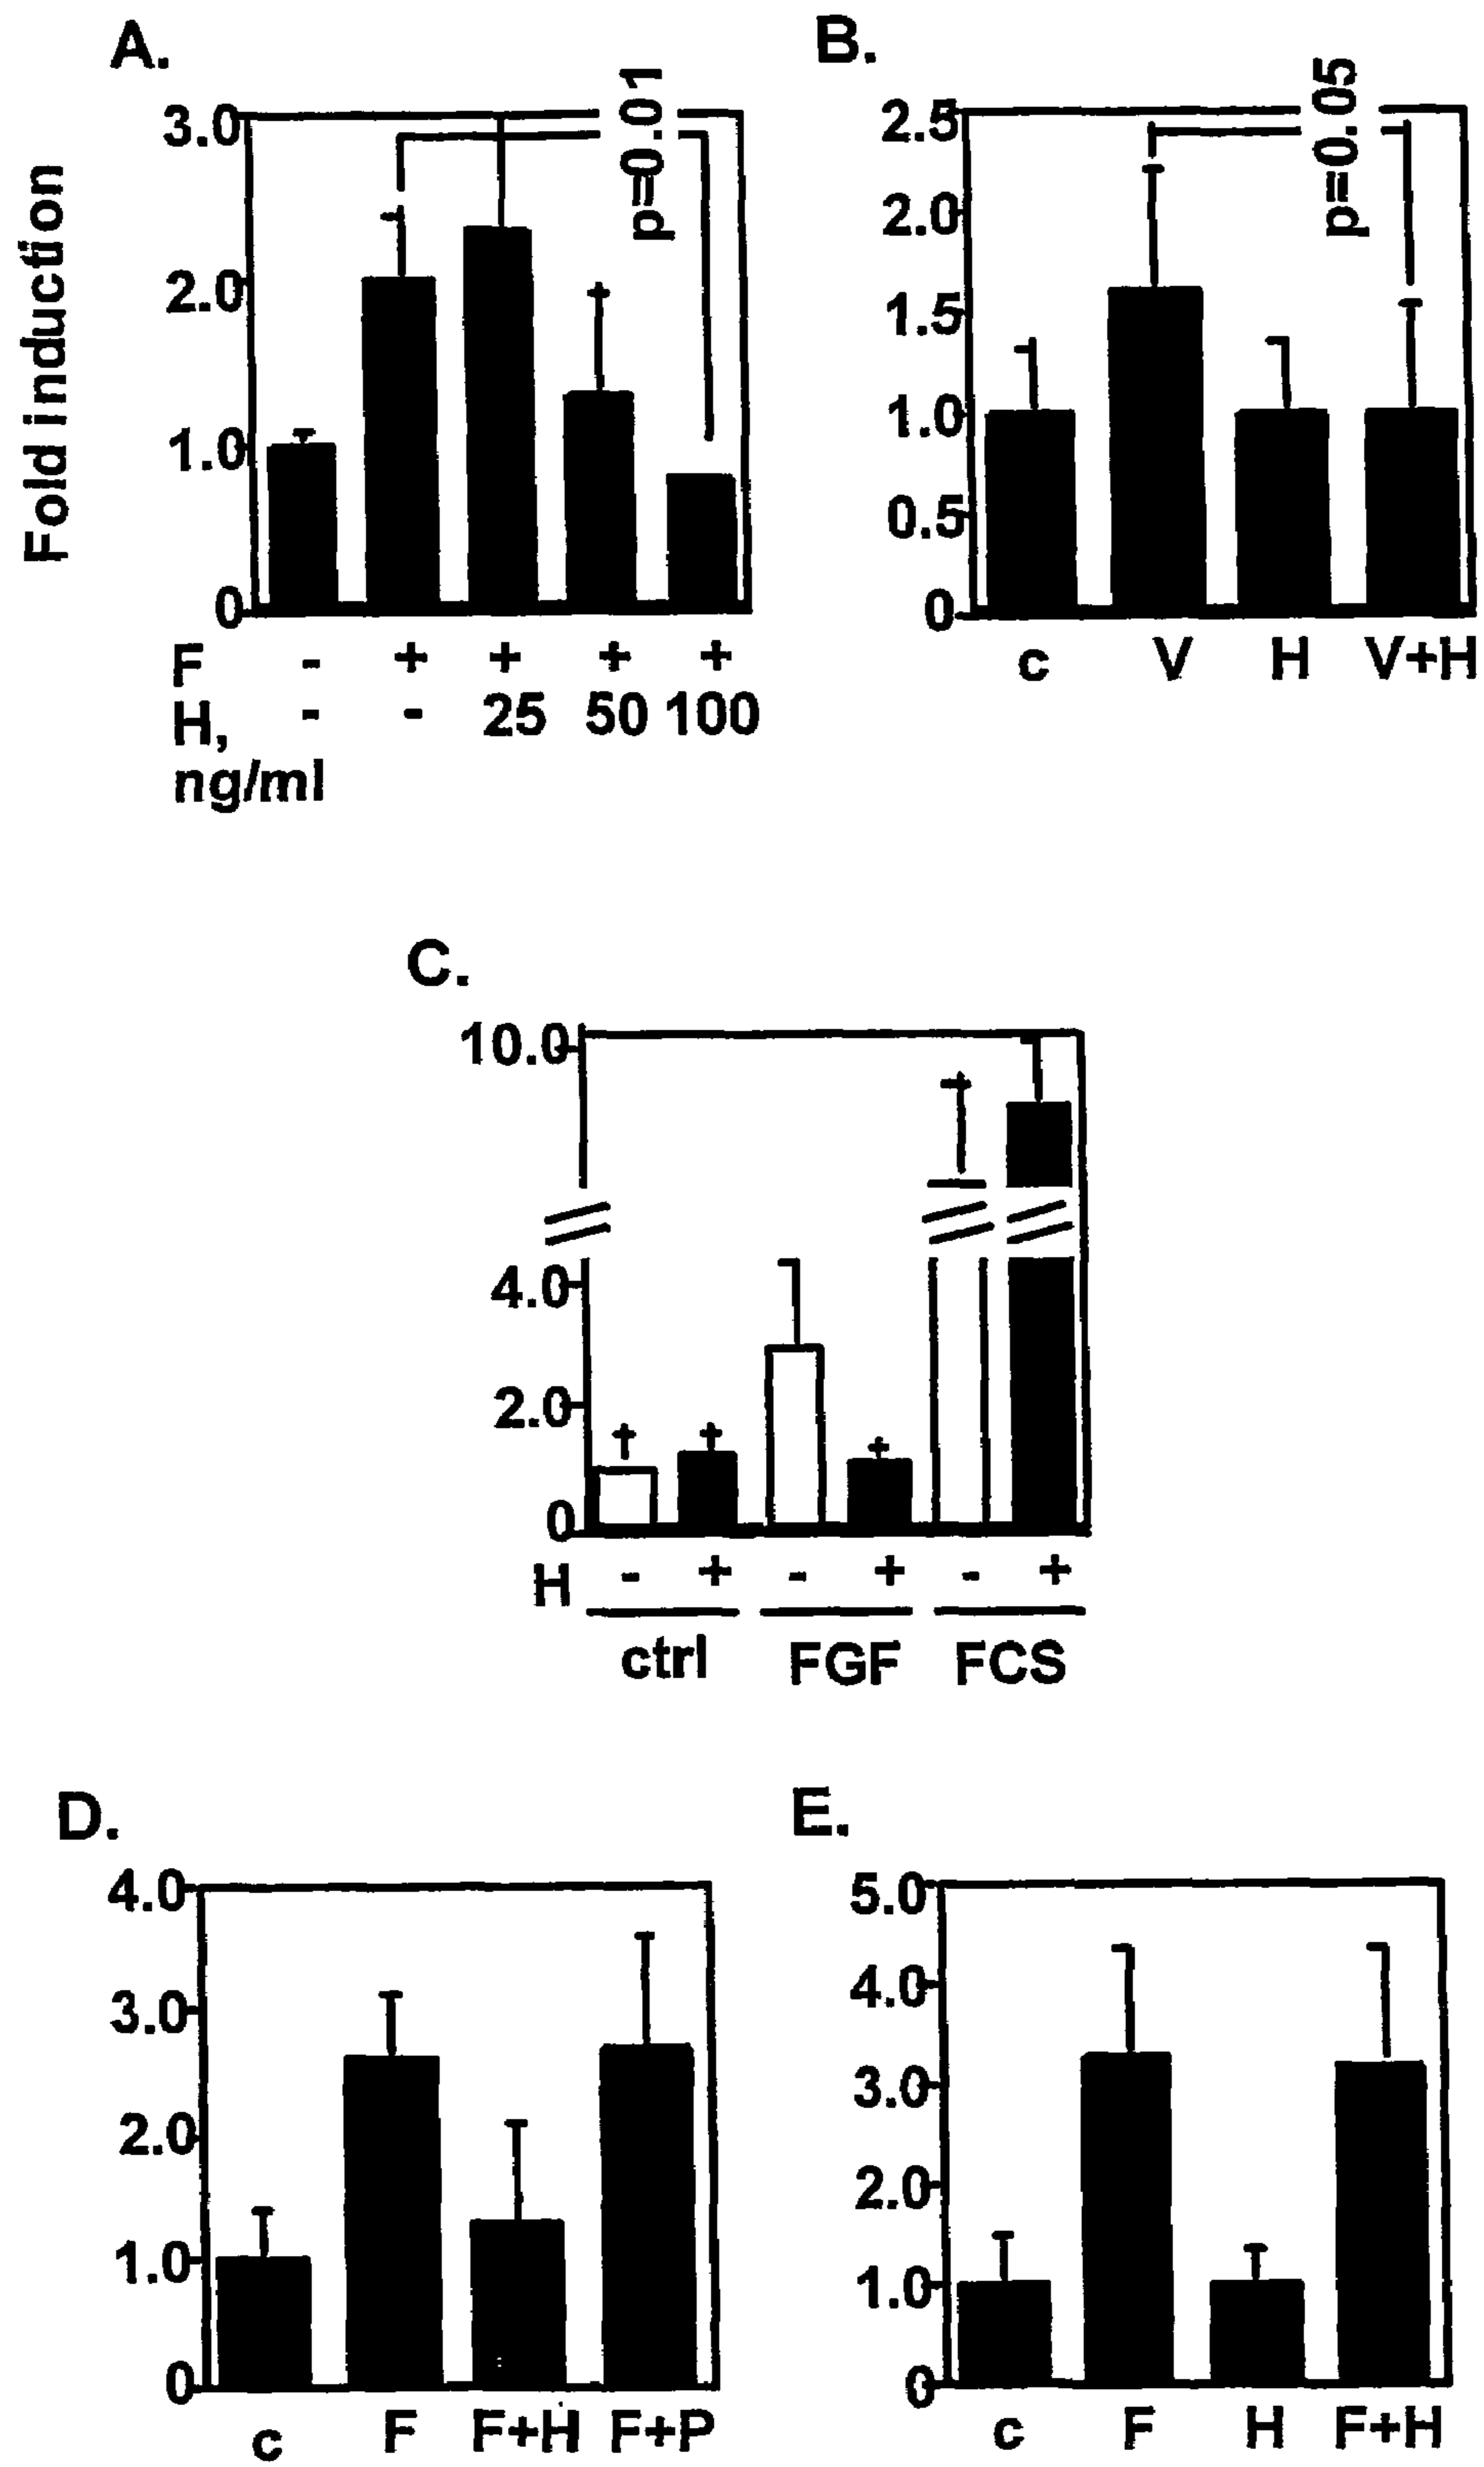 A.
Fold induction
3.0
2.0
1.0
0
p=0.01
F - + + + +
H, - - 25 50 100
ng/ml
B.
2.5
2.0
1.5
1.0
0.5
0
p=0.05
c V H V+H
C.
10.0
4.0
2.0
0
H - + - + - +
ctrl FGF FCS
D.
4.0
3.0
2.0
1.0
0
c F F+H F+P
E.
5.0
4.0
3.0
2.0
1.0
0
c F H F+H